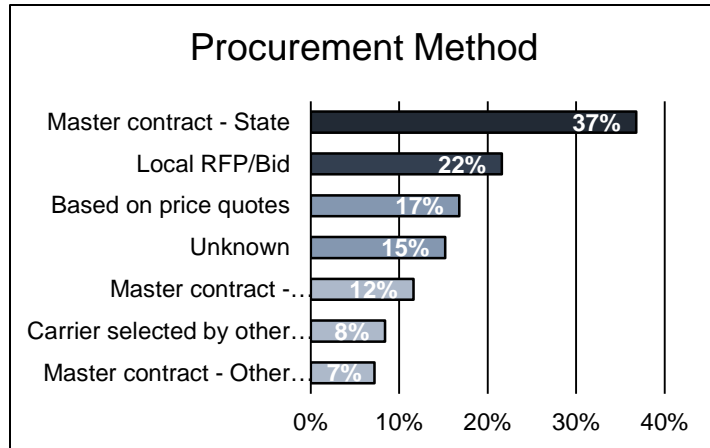 Procurement Method
Master contract - State
37%
Local RFP/Bid
22%
Based on price quotes
17%
Unknown
15%
Master contract -…
12%
Carrier selected by other…
8%
Master contract - Other…
7%
0% 10% 20% 30% 40%